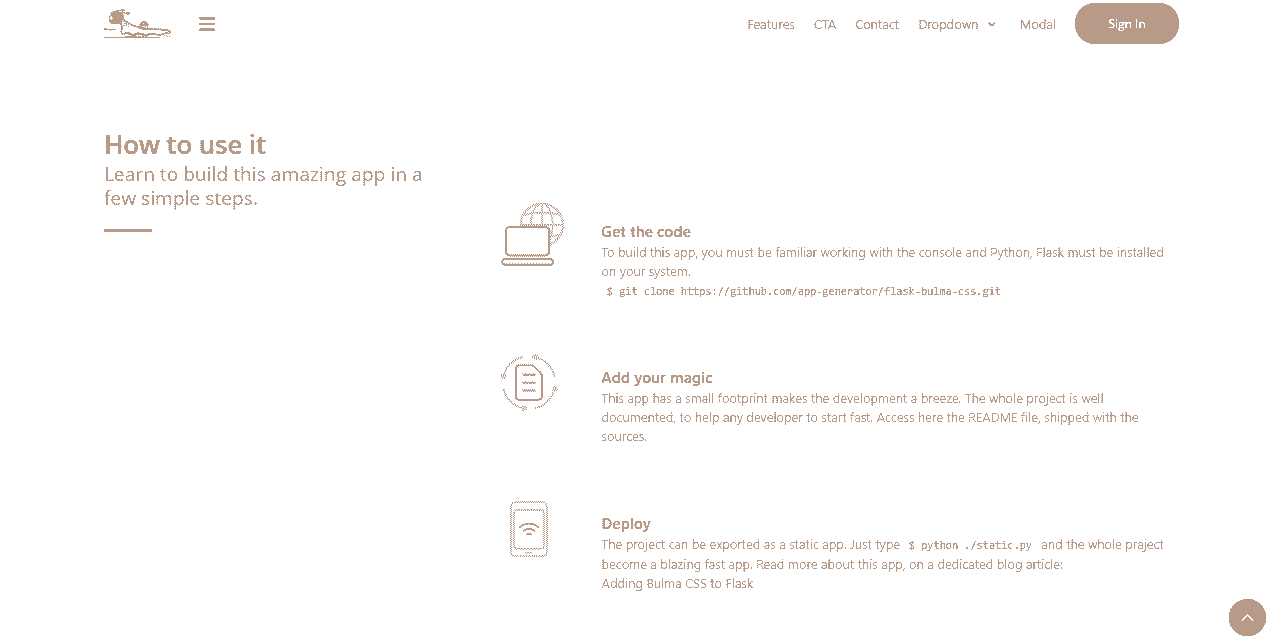 Features CTA Contact Dropdown Modal Sign In
How to use it
Learn to build this amazing app in a
few simple steps.
Get the code
To build this app, you must be familiar working with the console and Python, Flask must be installed
on your system.
$ git clone https://github.com/app-generator/flask-bulma-css.git
Add your magic
This app has a small footprint makes the development a breeze. The whole project is well
documented, to help any developer to start fast. Access here the README file, shipped with the
sources.
Deploy
The project can be exported as a static app. Just type $ python ./static.py and the whole praject
become a blazing fast app. Read more about this app, on a dedicated blog article:
Adding Bulma CSS to Flask